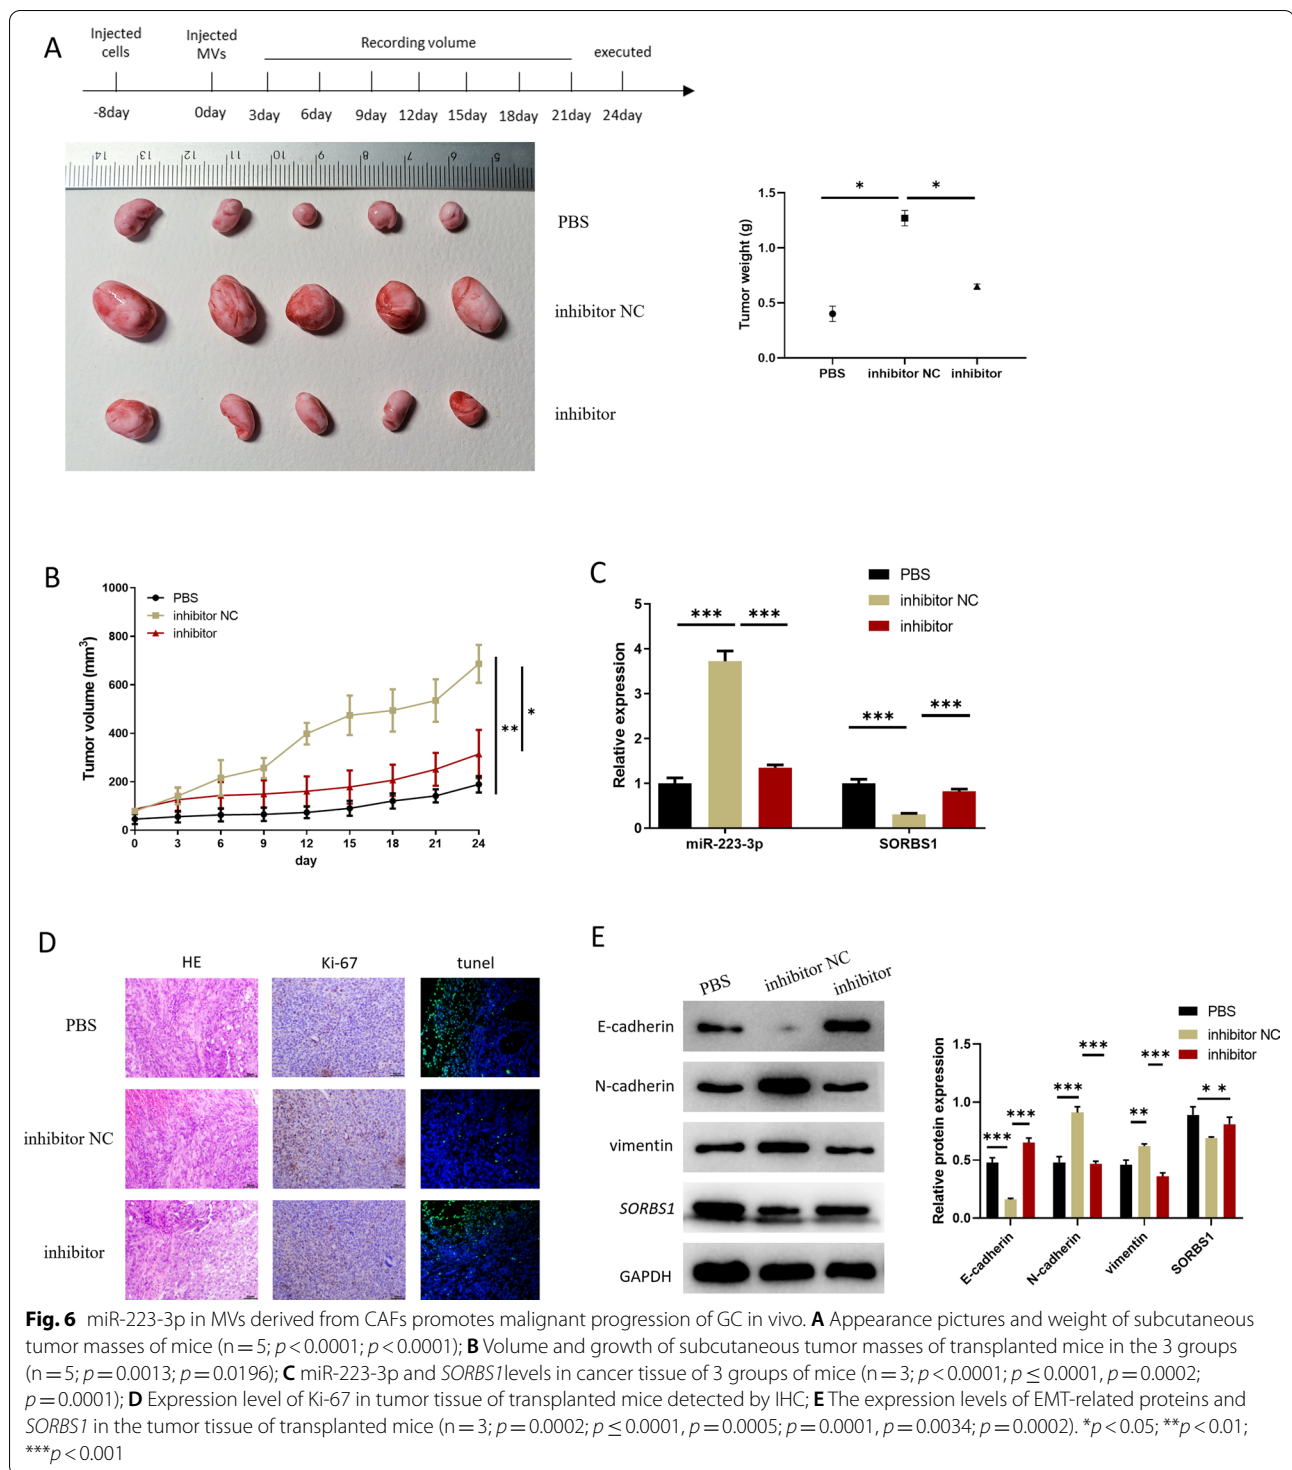 A
Injected cells
Injected MVs
Recording volume
executed
-8day 0day 3day 6day 9day 12day 15day 18day 21day 24day
14 13 12 11 10 9 8 7 6 5
PBS
inhibitor NC
inhibitor
Tumor weight (g)
1.5
1.0
0.5
0.0
* *
PBS inhibitor NC inhibitor
B
Tumor volume (mm3)
1000
800
600
400
200
0
PBS
inhibitor NC
inhibitor
** *
0 3 6 9 12 15 18 21 24
day
C
PBS
inhibitor NC
inhibitor
Relative expression
5
4
3
2
1
0
*** ***
*** ***
miR-223-3p SORBS1
D
HE Ki-67 tunel
PBS
inhibitor NC
inhibitor
E
PBS inhibitor NC inhibitor
E-cadherin
N-cadherin
vimentin
SORBS1
GAPDH
PBS
inhibitor NC
inhibitor
Relative protein expression
1.5
1.0
0.5
0.0
*** *** *** *** ** *** * *
E-cadherin N-cadherin vimentin SORBS1
Fig. 6 miR-223-3p in MVs derived from CAFs promotes malignant progression of GC in vivo. A Appearance pictures and weight of subcutaneous
tumor masses of mice (n = 5; p < 0.0001; p < 0.0001); B Volume and growth of subcutaneous tumor masses of transplanted mice in the 3 groups
(n = 5; p = 0.0013; p = 0.0196); C miR-223-3p and SORBS1levels in cancer tissue of 3 groups of mice (n = 3; p < 0.0001; p ≤ 0.0001, p = 0.0002;
p = 0.0001); D Expression level of Ki-67 in tumor tissue of transplanted mice detected by IHC; E The expression levels of EMT-related proteins and
SORBS1 in the tumor tissue of transplanted mice (n = 3; p = 0.0002; p ≤ 0.0001, p = 0.0005; p = 0.0001, p = 0.0034; p = 0.0002). *p < 0.05; **p < 0.01;
***p < 0.001